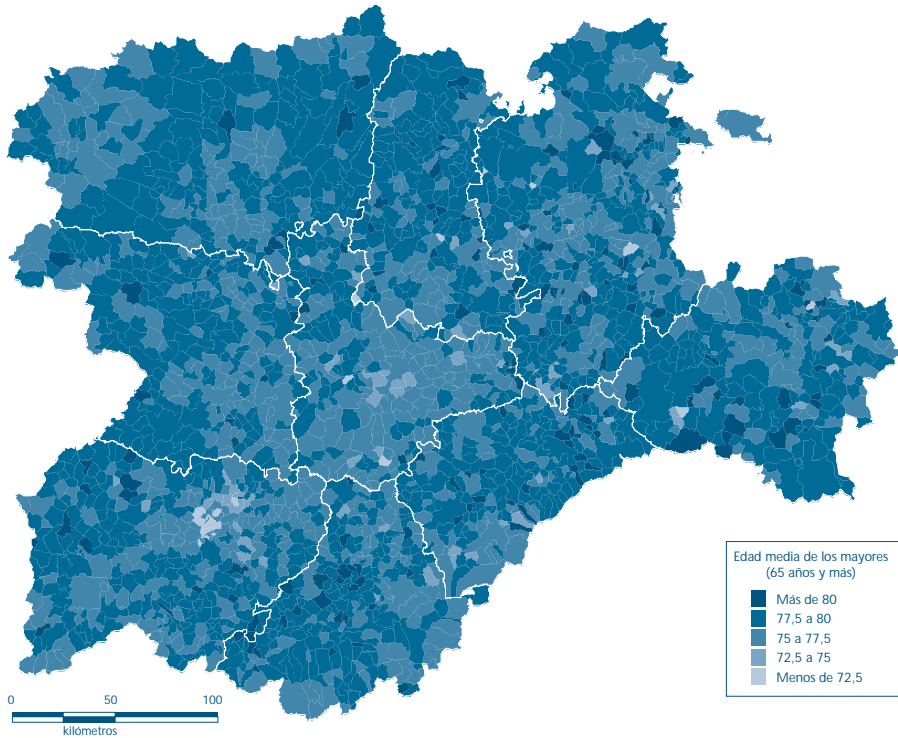 Edad media de los mayores
(65 años y más)
Más de 80
77,5 a 80
75 a 77,5
72,5 a 75
Menos de 72,5
0 50 100
kilómetros